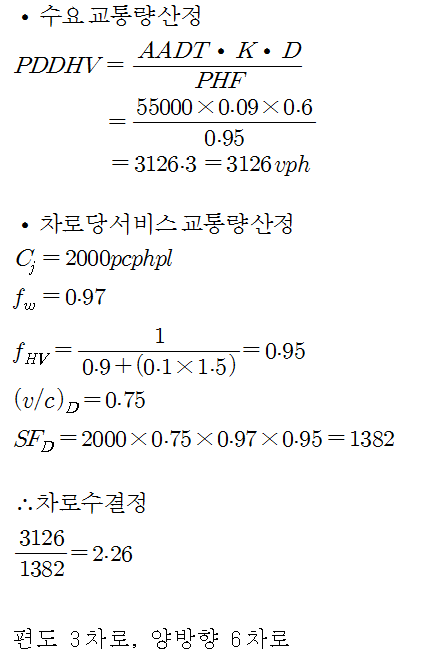 • 수요교통량산정
PDDHV = AADT • K • D / PHF
= 55000×0.09×0.6 / 0.95
= 3126.3 = 3126vph
• 차로당서비스교통량산정
C_j = 2000pcphpl
f_w = 0.97
f_HV = 1 / 0.9+(0.1×1.5) = 0.95
(v/c)_D = 0.75
SF_D = 2000×0.75×0.97×0.95 = 1382
∴차로수결정
3126 / 1382 = 2.26
편도 3차로, 양방향 6차로